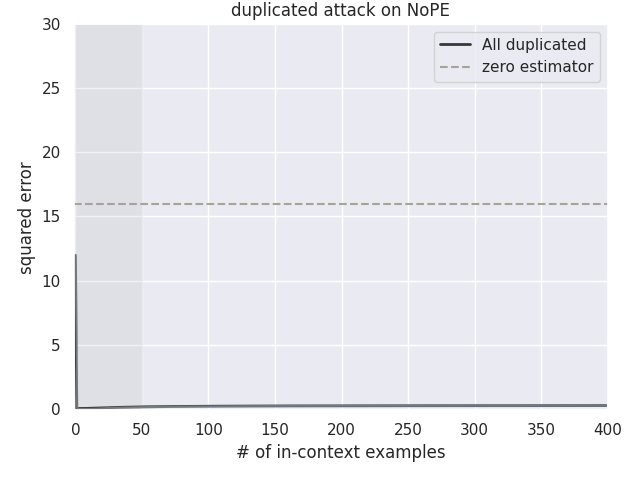 duplicated attack on NoPE
All duplicated
zero estimator
squared error
30
25
20
15
10
5
0
0 50 100 150 200 250 300 350 400
# of in-context examples